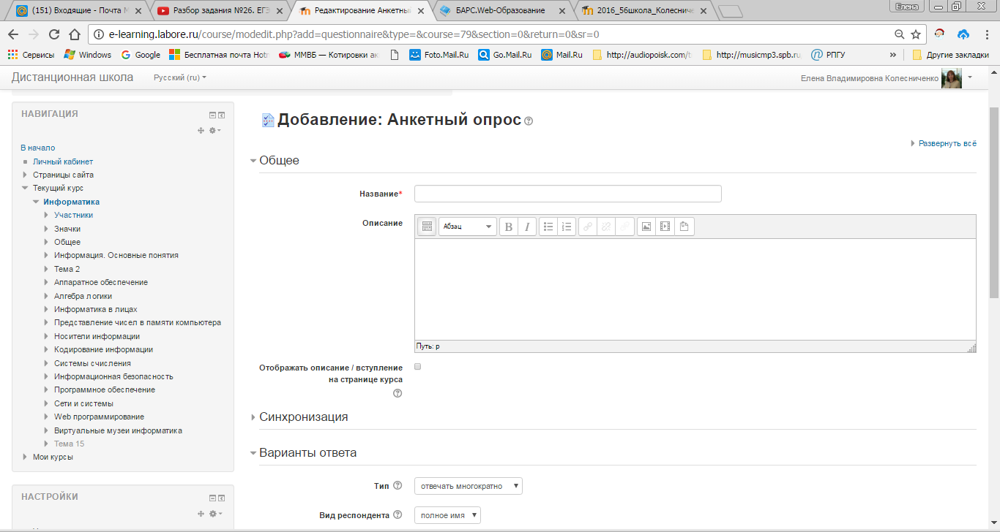 (151) Входящие - Почта М
Разбор задания №26. ЕГЭ
Редактирование Анкетны
БАРС.Web-Образование
2016_56школа_Колесниче
Елена
e-learning.labore.ru/course/modedit.php?add=questionnaire&type=&course=79&section=0&return=0&sr=0
Сервисы
Windows
Google
Бесплатная почта Hotm
ММВБ — Котировки ак
Foto.Mail.Ru
Go.Mail.Ru
Mail.Ru
http://audiopoisk.com/t
http://musicmp3.spb.ru
РПГУ
»
Другие закладки
Дистанционная школа
Русский (ru)
Елена Владимировна Колесниченко
НАВИГАЦИЯ
В начало
Личный кабинет
Страницы сайта
Текущий курс
Информатика
Участники
Значки
Общее
Информация. Основные понятия
Тема 2
Аппаратное обеспечение
Алгебра логики
Информатика в лицах
Представление чисел в памяти компьютера
Носители информации
Кодирование информации
Системы счисления
Информационная безопасность
Программное обеспечение
Сети и системы
Web программирование
Виртуальные музеи информатика
Тема 15
Мои курсы
НАСТРОЙКИ
Добавление: Анкетный опрос
Развернуть всё
Общее
Название*
Описание
Абзац
B
I
Путь: p
Отображать описание / вступление
на странице курса
Синхронизация
Варианты ответа
Тип
отвечать многократно
Вид респондента
полное имя